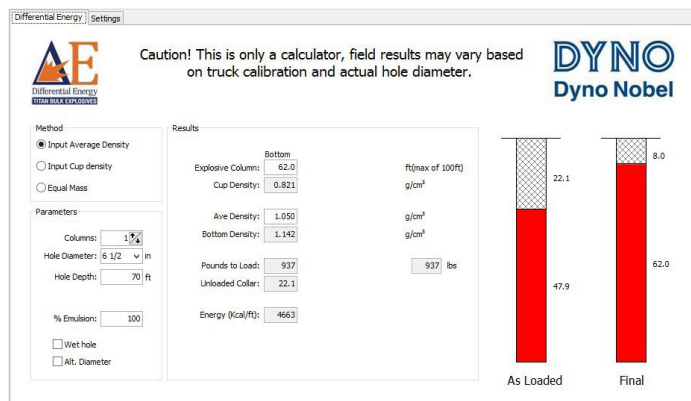 Differential Energy
Settings
Caution! This is only a calculator, field results may vary based
on truck calibration and actual hole diameter.
ΔE
Differential Energy
TITAN BULK EXPLOSIVES
DYNO
Dyno Nobel
Method
Input Average Density
Input Cup density
Equal Mass
Parameters
Columns: 1
Hole Diameter: 6 1/2 in
Hole Depth: 70 ft
% Emulsion: 100
Wet hole
Alt. Diameter
Results
Bottom
Explosive Column: 62.0 ft(max of 100ft)
Cup Density: 0.821 g/cm³
Ave Density: 1.050 g/cm³
Bottom Density: 1.142 g/cm³
Pounds to Load: 937 937 lbs
Unloaded Collar: 22.1
Energy (Kcal/ft): 4663
22.1
47.9
As Loaded
8.0
62.0
Final